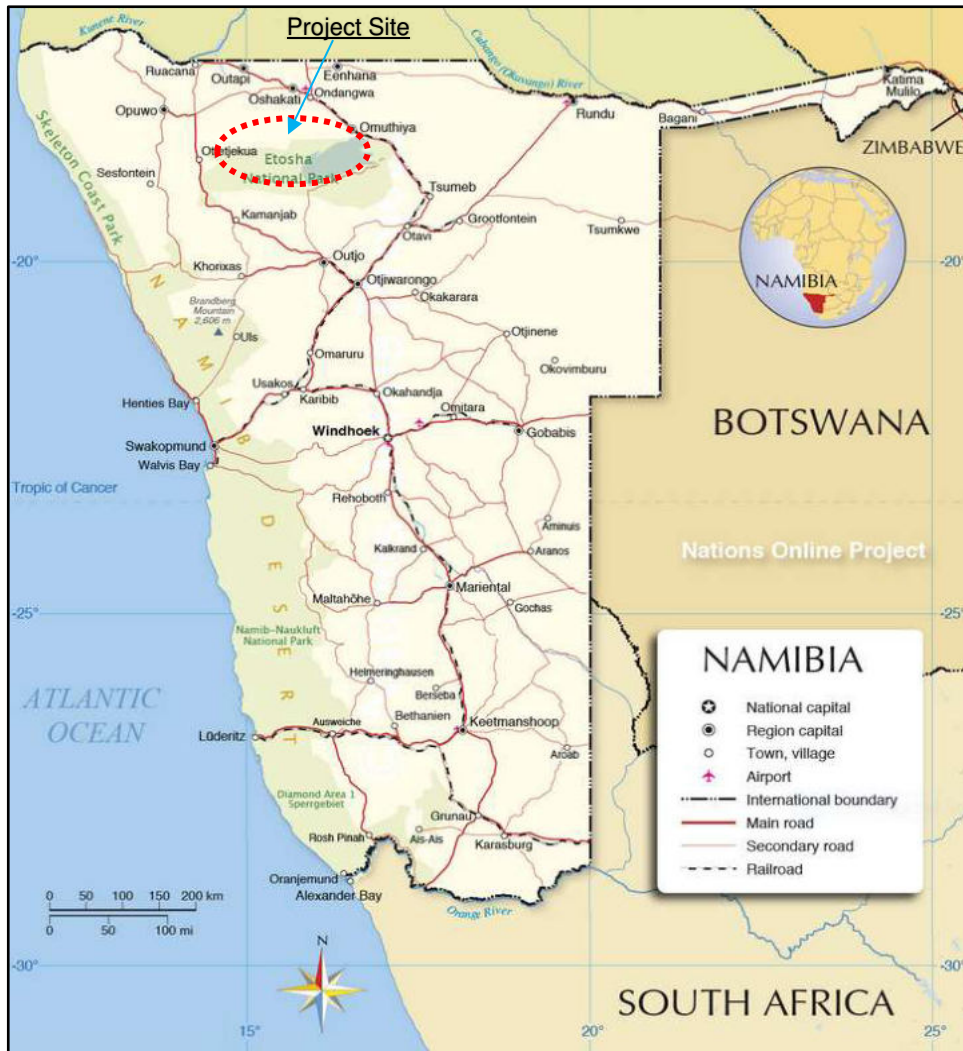 Project Site
Kunene River
Cubango (Okavango) River
Ruacana
Outapi
Eenhana
Oshakati
Ondangwa
Opuwo
Omuthiya
Rundu
Bagani
Katima
Mulilo
ZIMBABWE
Skeleton Coast Park
Etosha
National Park
Sesfontein
Tsumeb
Kamanjab
Grootfontein
Tsumkwe
Otavi
Khorixas
Outjo
Otjiwarongo
Okakarara
-20°
-20°
NAMIBIA
Brandberg
Mountain
2,606 m
Uis
Otjinene
Okovimburu
Omaruru
Usakos
Karibib
Okahandja
Omitara
Henties Bay
Windhoek
Gobabis
BOTSWANA
Swakopmund
Walvis Bay
Tropic of Cancer
Rehoboth
Aminuis
Kalkrand
Aranos
Nations Online Project
Mariental
Maltahöhe
Gochas
-25°
-25°
NAMIB
DESERT
Namib-Naukluft
National Park
Helmeringhausen
Berseba
Bethanien
Keetmanshoop
ATLANTIC
OCEAN
Lüderitz
Ausweiche
Aroab
Diamond Area 1
Sperrgebiet
Grunau
Rosh Pinah
Ais-Ais
Karasburg
Oranjemund
Alexander Bay
Orange River
NAMIBIA
National capital
Region capital
Town, village
Airport
International boundary
Main road
Secondary road
Railroad
0 50 100 150 200 km
0 50 100 mi
N
-30°
-30°
SOUTH AFRICA
15°
20°
25°